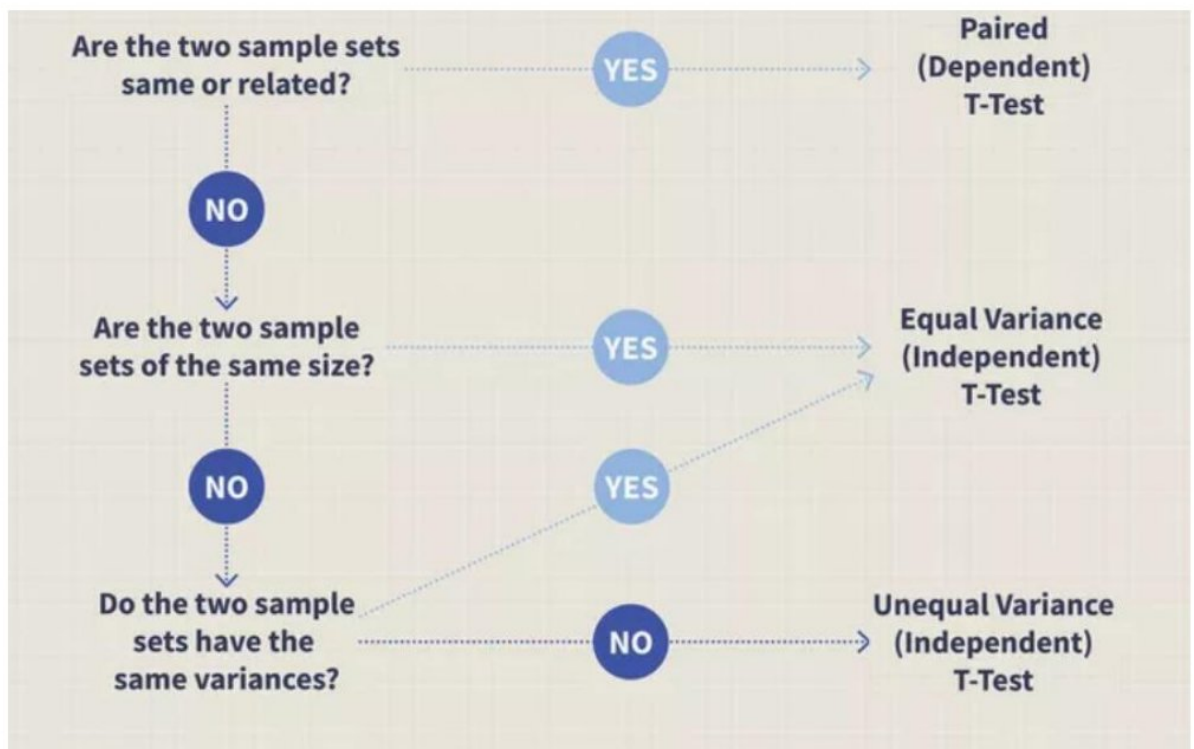 Are the two sample sets
same or related?
YES
Paired
(Dependent)
T-Test
NO
Are the two sample
sets of the same size?
YES
Equal Variance
(Independent)
T-Test
NO
YES
Do the two sample
sets have the
same variances?
NO
Unequal Variance
(Independent)
T-Test